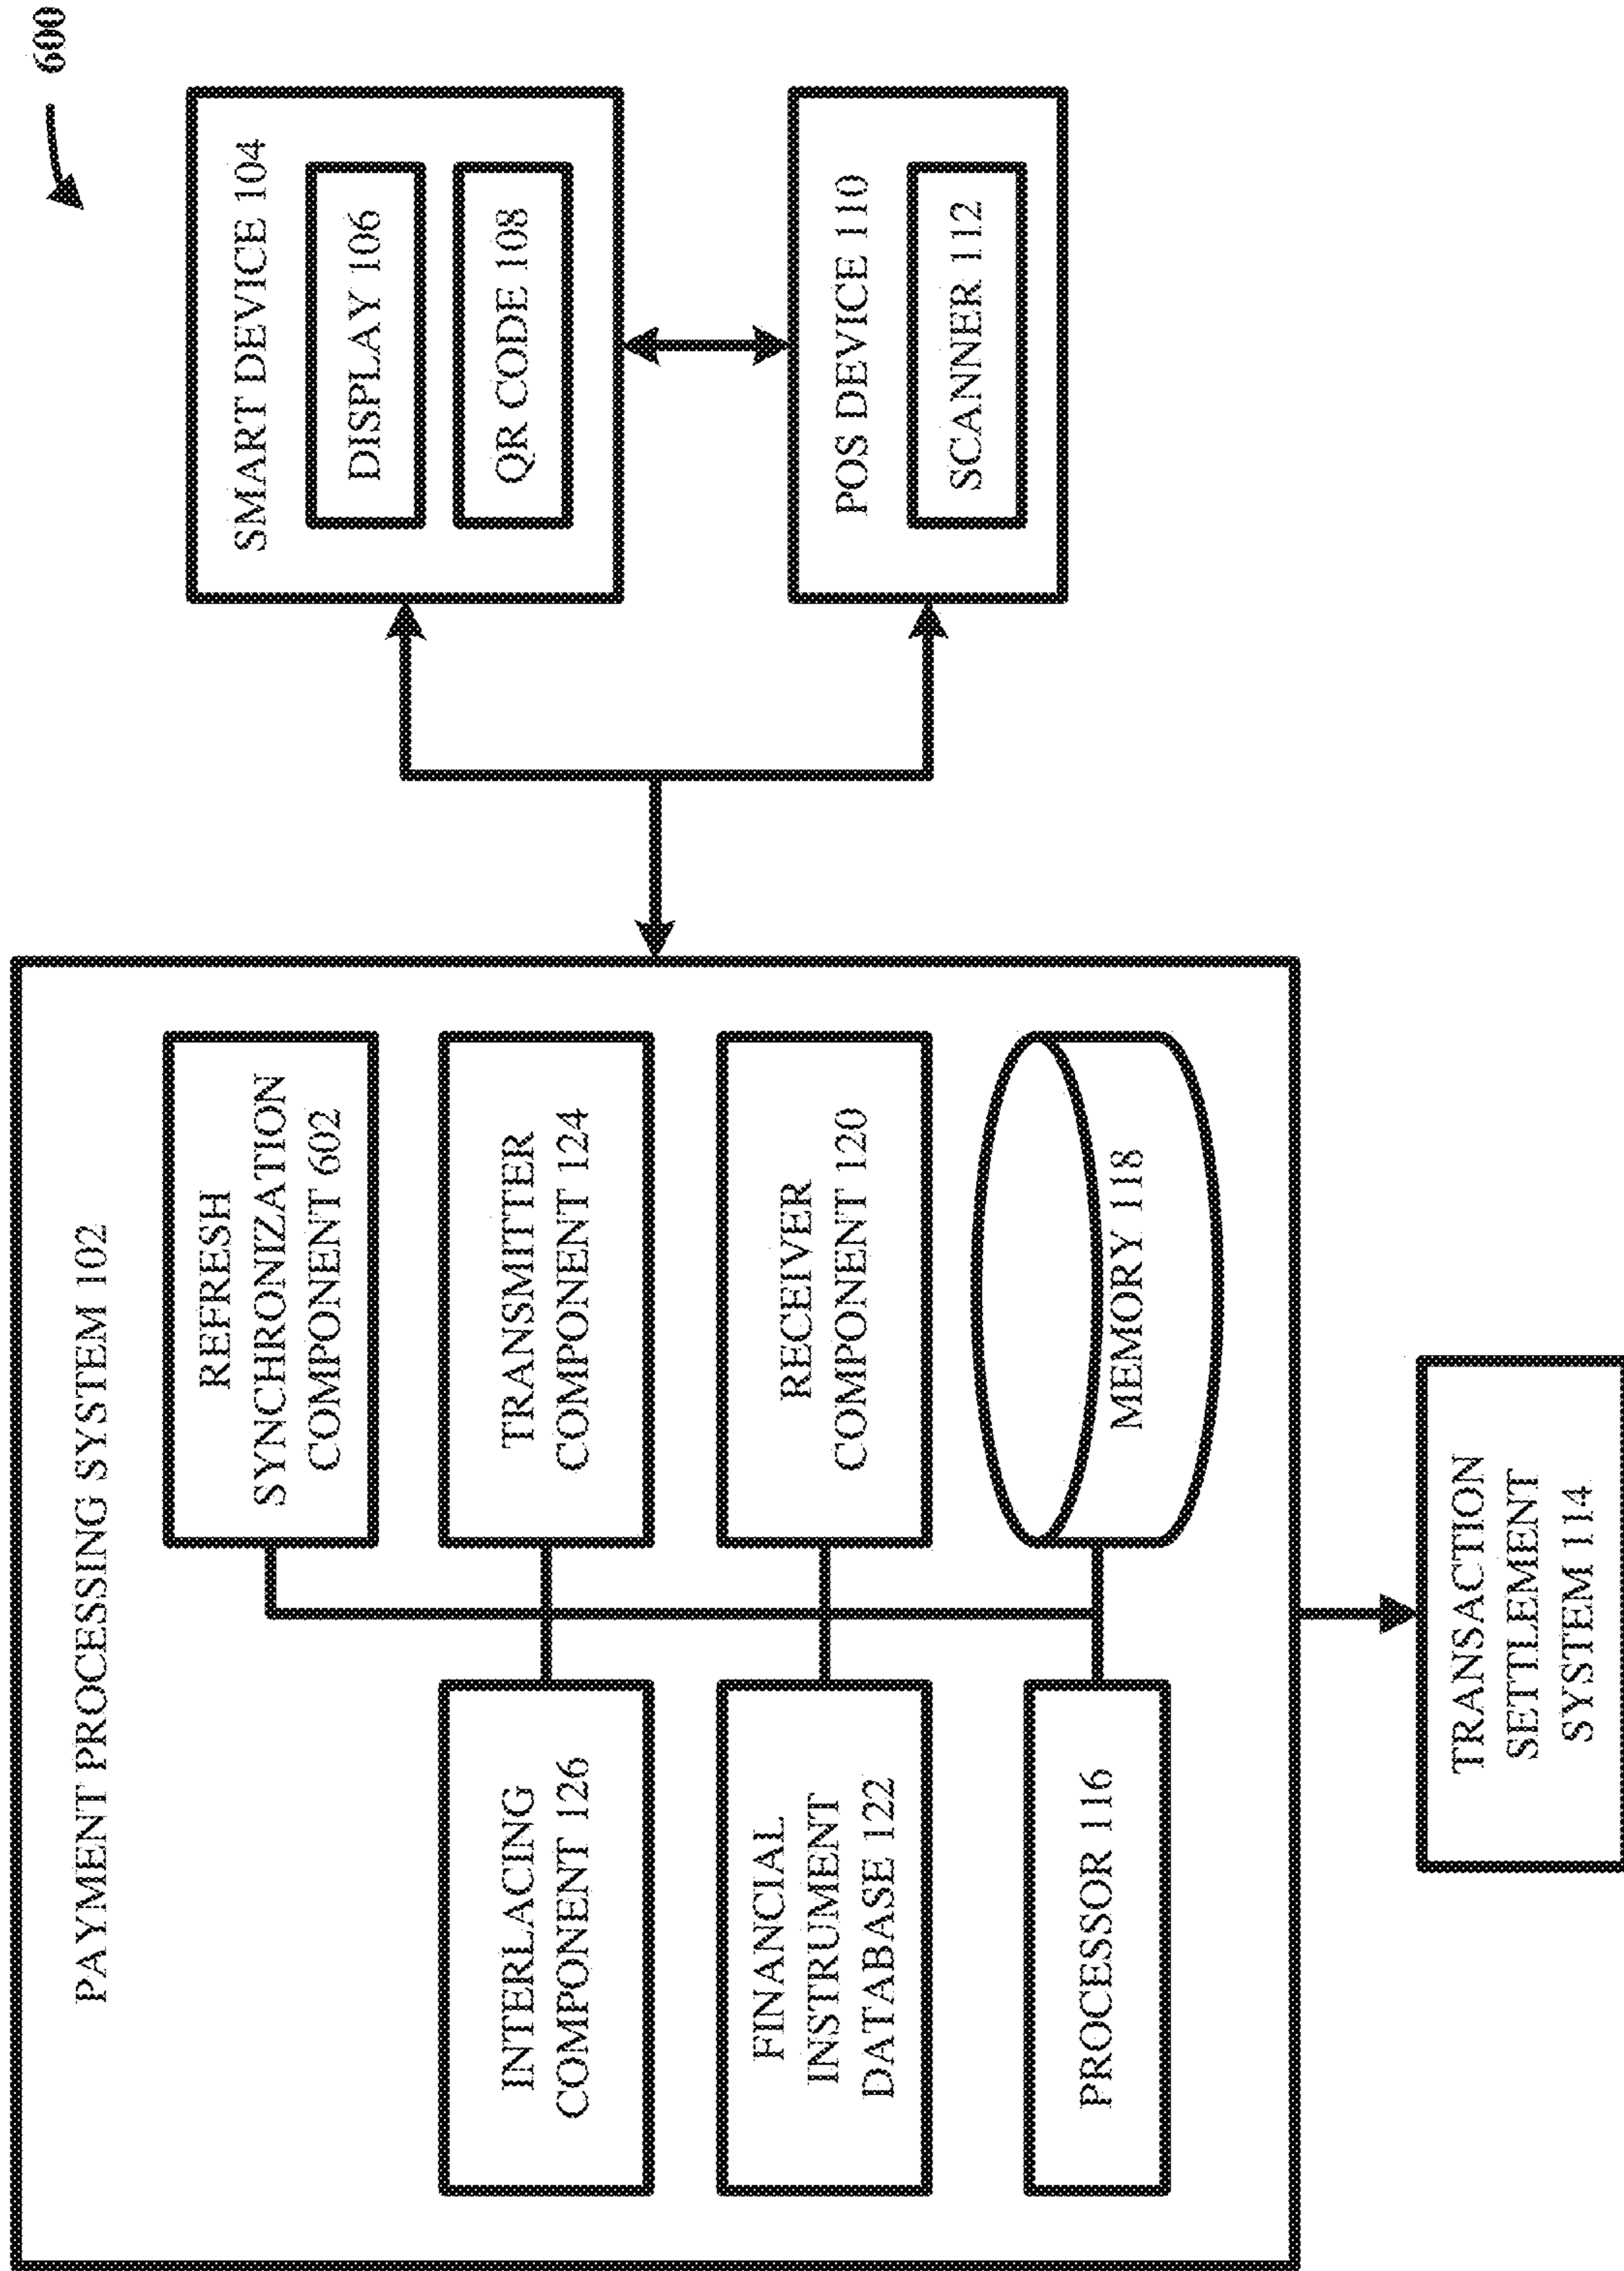 600
PAYMENT PROCESSING SYSTEM 102
REFRESH
SYNCHRONIZATION
COMPONENT 602
INTERLACING
COMPONENT 126
TRANSMITTER
COMPONENT 124
FINANCIAL
INSTRUMENT
DATABASE 122
RECEIVER
COMPONENT 120
PROCESSOR 116
MEMORY 118
SMART DEVICE 104
DISPLAY 106
QR CODE 108
POS DEVICE 110
SCANNER 112
TRANSACTION
SETTLEMENT
SYSTEM 114